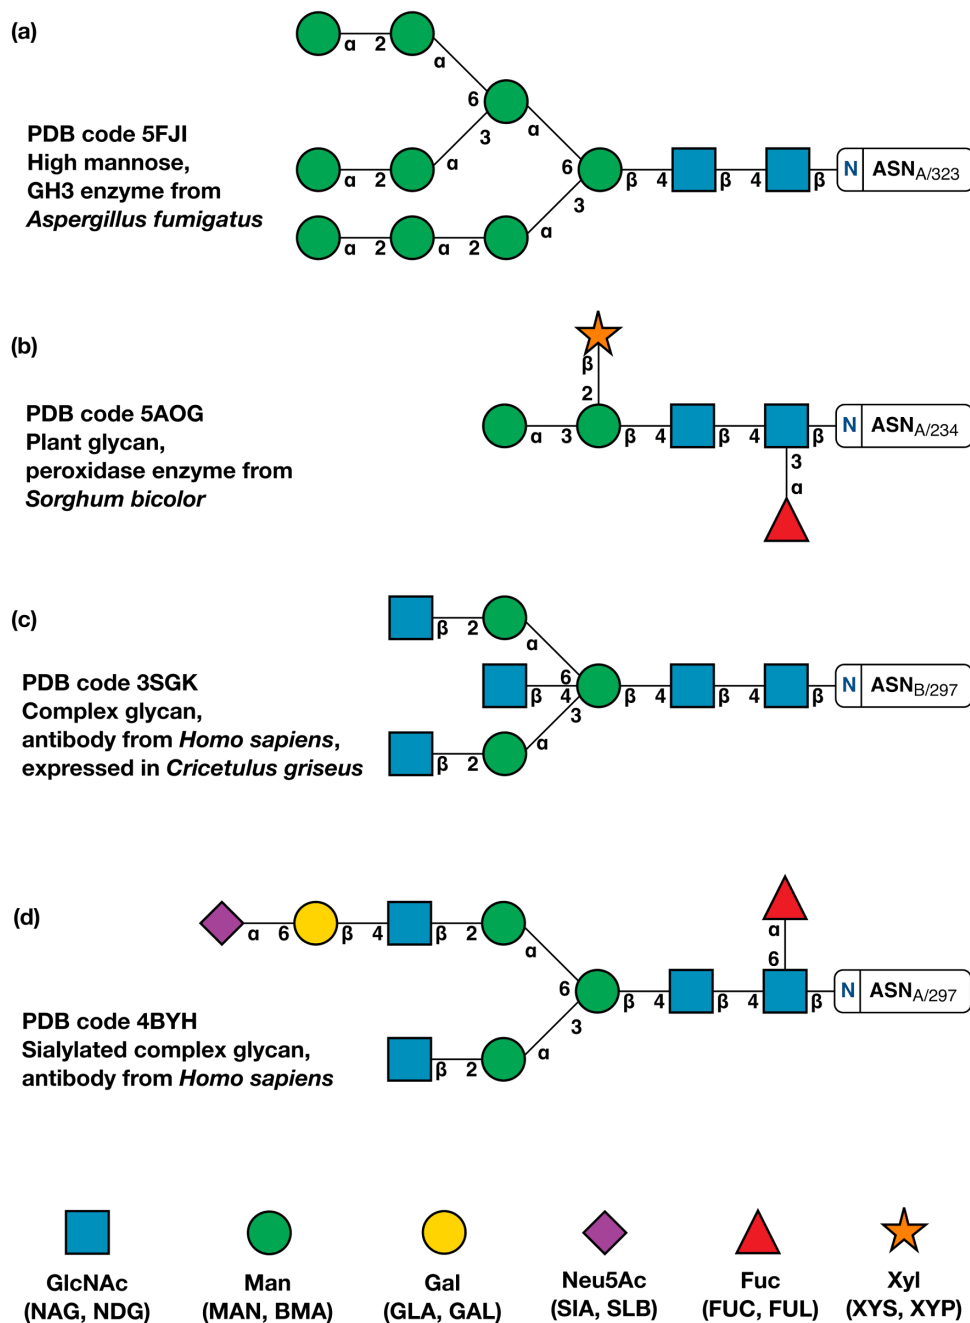 (a)
α 2 α
6
3 α
PDB code 5FJI
High mannose,
GH3 enzyme from
Aspergillus fumigatus
α 2 α
6 β 4 β 4 β N ASN A/323
3
α 2 α 2 α
(b)
β
2
PDB code 5AOG
Plant glycan,
peroxidase enzyme from
Sorghum bicolor
α 3 β 4 β 4 β N ASN A/234
3
α
(c)
β 2 α
6
PDB code 3SGK
Complex glycan,
antibody from Homo sapiens,
expressed in Cricetulus griseus
β 4 β 4 β 4 β N ASN B/297
3
β 2 α
(d)
α 6 β 4 β 2 α
α
6
6 β 4 β 4 β N ASN A/297
3
PDB code 4BYH
Sialylated complex glycan,
antibody from Homo sapiens
β 2 α
GlcNAc
(NAG, NDG)
Man
(MAN, BMA)
Gal
(GLA, GAL)
Neu5Ac
(SIA, SLB)
Fuc
(FUC, FUL)
Xyl
(XYS, XYP)